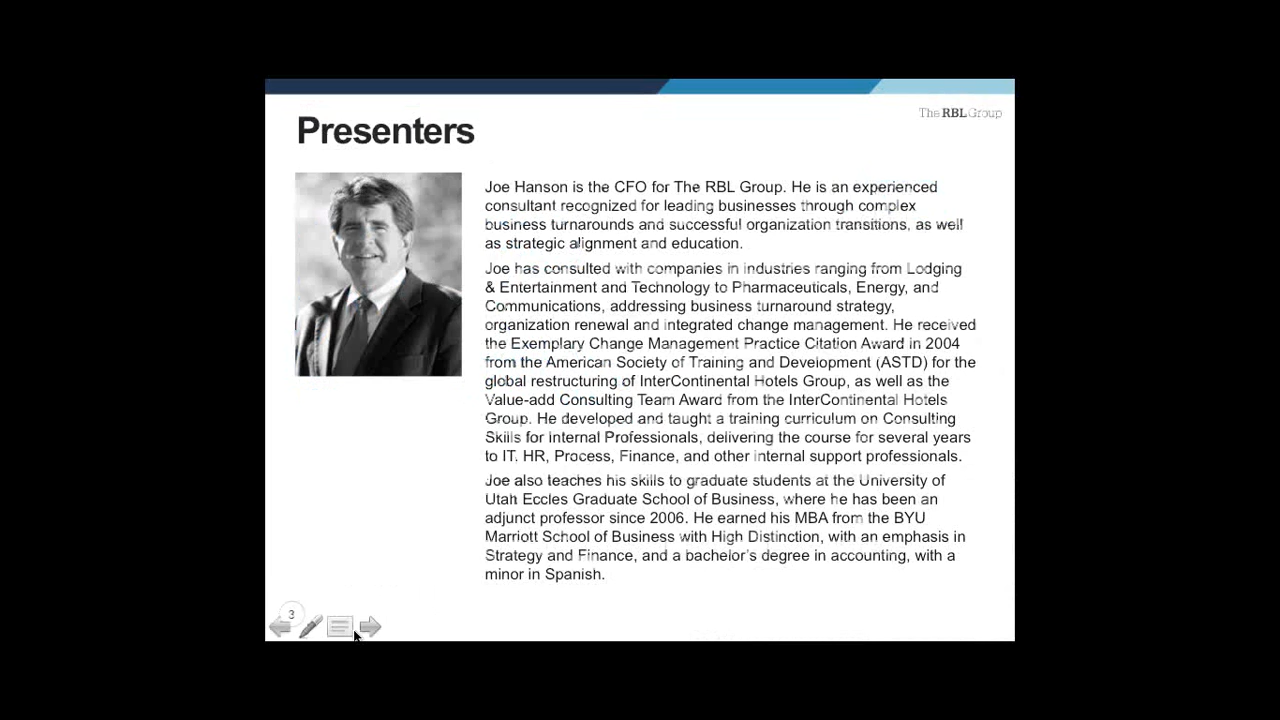 The RBL Group
Presenters
Joe Hanson is the CFO for The RBL Group. He is an experienced
consultant recognized for leading businesses through complex
business turnarounds and successful organization transitions, as well
as strategic alignment and education.
Joe has consulted with companies in industries ranging from Lodging
& Entertainment and Technology to Pharmaceuticals, Energy, and
Communications, addressing business turnaround strategy,
organization renewal and integrated change management. He received
the Exemplary Change Management Practice Citation Award in 2004
from the American Society of Training and Development (ASTD) for the
global restructuring of InterContinental Hotels Group, as well as the
Value-add Consulting Team Award from the InterContinental Hotels
Group. He developed and taught a training curriculum on Consulting
Skills for Internal Professionals, delivering the course for several years
to IT. HR, Process, Finance, and other internal support professionals.
Joe also teaches his skills to graduate students at the University of
Utah Eccles Graduate School of Business, where he has been an
adjunct professor since 2006. He earned his MBA from the BYU
Marriott School of Business with High Distinction, with an emphasis in
Strategy and Finance, and a bachelor's degree in accounting, with a
minor in Spanish.
3